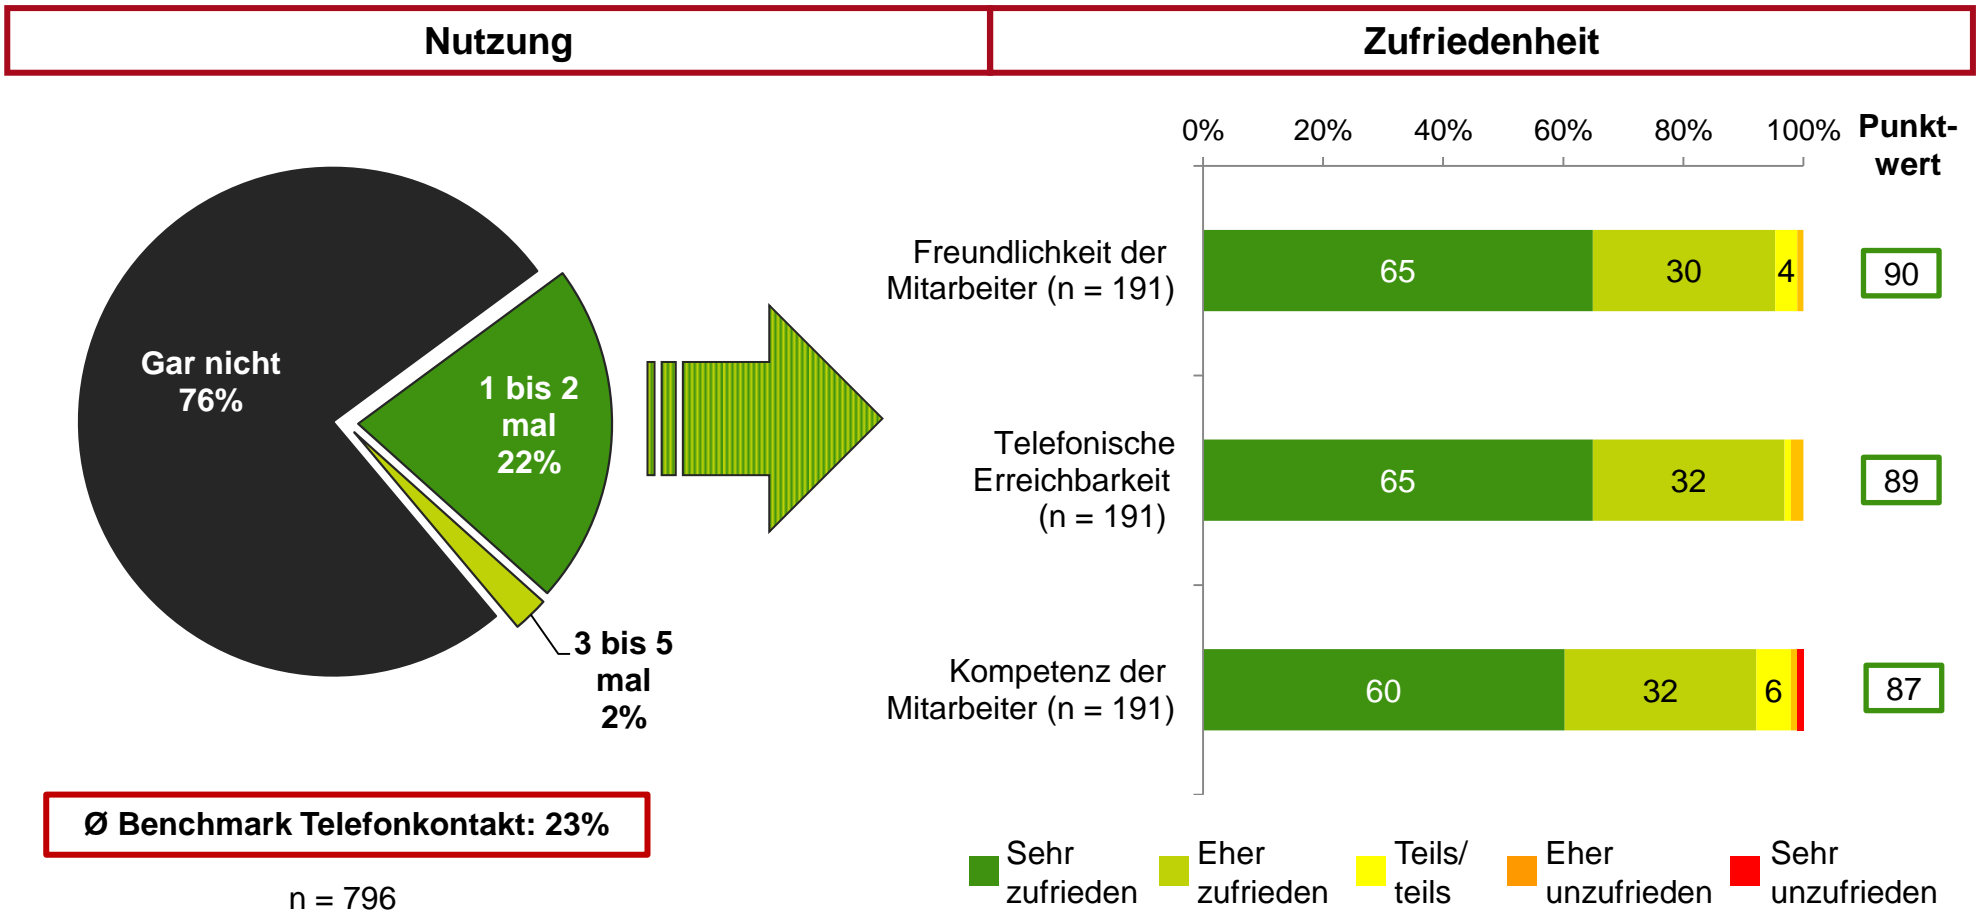 Nutzung
Zufriedenheit
Gar nicht
76%
1 bis 2
mal
22%
3 bis 5
mal
2%
Ø Benchmark Telefonkontakt: 23%
n = 796
0% 20% 40% 60% 80% 100%
Punkt-
wert
Freundlichkeit der
Mitarbeiter (n = 191)
65 30 4
90
Telefonische
Erreichbarkeit
(n = 191)
65 32
89
Kompetenz der
Mitarbeiter (n = 191)
60 32 6
87
Sehr
zufrieden
Eher
zufrieden
Teils/
teils
Eher
unzufrieden
Sehr
unzufrieden